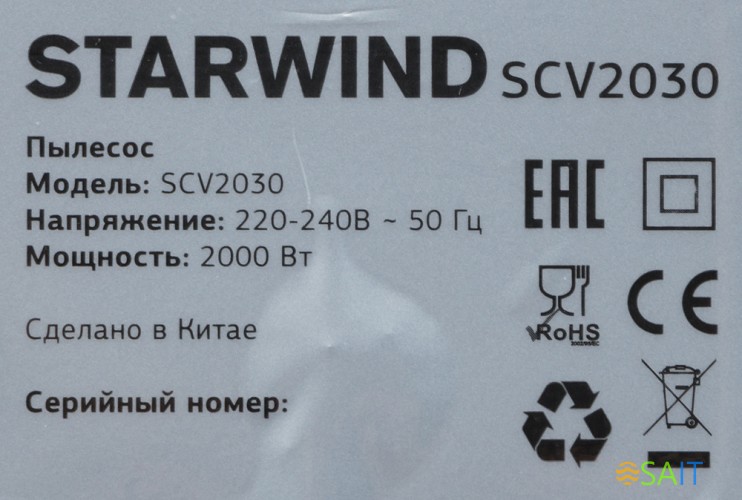 STARWIND SCV2030
Пылесос
Модель: SCV2030
Напряжение: 220-240В ~ 50 Гц
Мощность: 2000 Вт
Сделано в Китае
Серийный номер:
EAC
CE
RoHS
SAIT